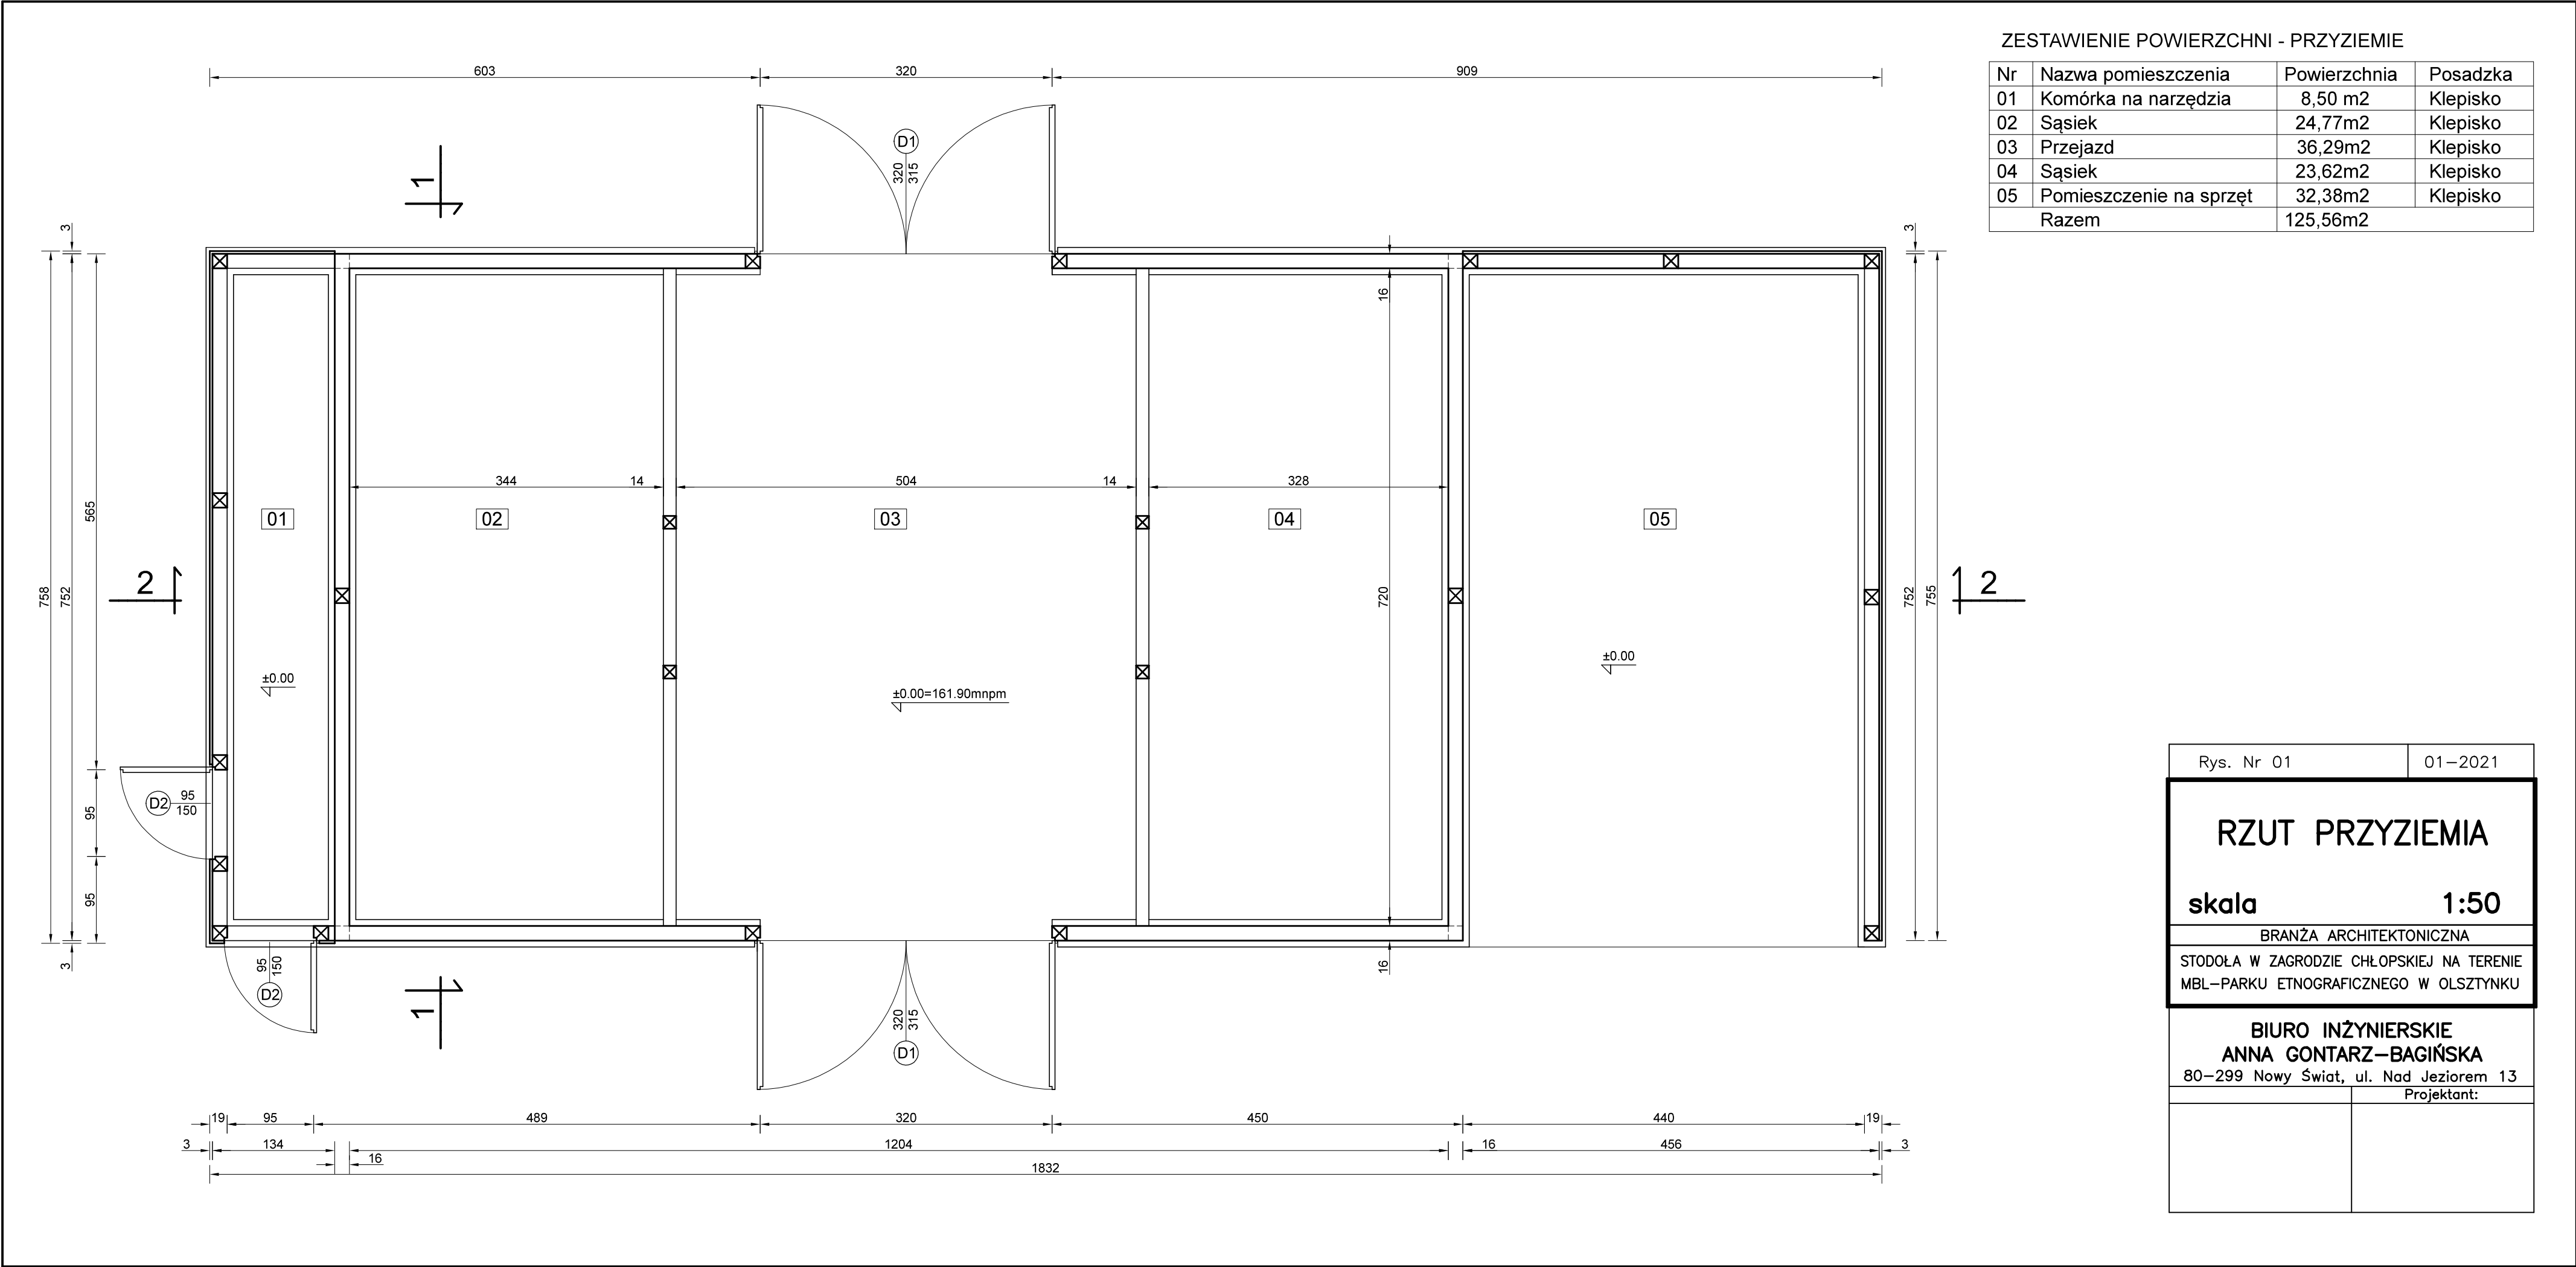 ZESTAWIENIE POWIERZCHNI - PRZYZIEMIE
Nr Nazwa pomieszczenia Powierzchnia Posadzka
01 Komórka na narzędzia 8,50 m2 Klepisko
02 Sąsiek 24,77m2 Klepisko
03 Przejazd 36,29m2 Klepisko
04 Sąsiek 23,62m2 Klepisko
05 Pomieszczenie na sprzęt 32,38m2 Klepisko
Razem 125,56m2
603 320 909
D1
320
315
1
3
3
16
344 14 504 14 328
01 02 03 04 05
565
758
752
720
752
755
2
2
±0.00
±0.00=161.90mnpm
±0.00
D2 95
150
95
95
3
95
150
D2
1
16
320
315
D1
19 95 489 320 450 440 19
3 134 1204 16 456 3
16
1832
Rys. Nr 01 01-2021
RZUT PRZYZIEMIA
skala 1:50
BRANŻA ARCHITEKTONICZNA
STODOŁA W ZAGRODZIE CHŁOPSKIEJ NA TERENIE
MBL-PARKU ETNOGRAFICZNEGO W OLSZTYNKU
BIURO INŻYNIERSKIE
ANNA GONTARZ-BAGIŃSKA
80-299 Nowy Świat, ul. Nad Jeziorem 13
Projektant: